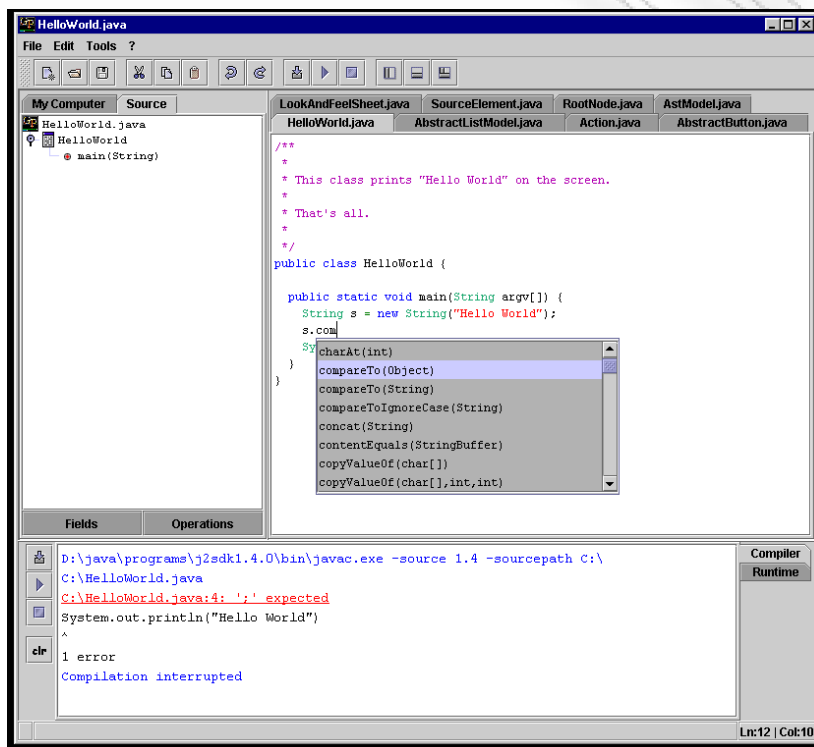 HelloWorld.java
File Edit Tools ?
My Computer Source
HelloWorld.java
HelloWorld
main(String)
Fields Operations
LookAndFeelSheet.java SourceElement.java RootNode.java AstModel.java
HelloWorld.java AbstractListModel.java Action.java AbstractButton.java
/**
*
* This class prints "Hello World" on the screen.
*
* That's all.
*
*/
public class HelloWorld {
public static void main(String argv[]) {
String s = new String("Hello World");
s.com
Sy
}
}
charAt(int)
compareTo(Object)
compareTo(String)
compareToIgnoreCase(String)
concat(String)
contentEquals(StringBuffer)
copyValueOf(char[])
copyValueOf(char[],int,int)
clr
D:\java\programs\j2sdk1.4.0\bin\javac.exe -source 1.4 -sourcepath C:\
C:\HelloWorld.java
C:\HelloWorld.java:4: ';' expected
System.out.println("Hello World")
^
1 error
Compilation interrupted
Compiler
Runtime
Ln:12 | Col:10